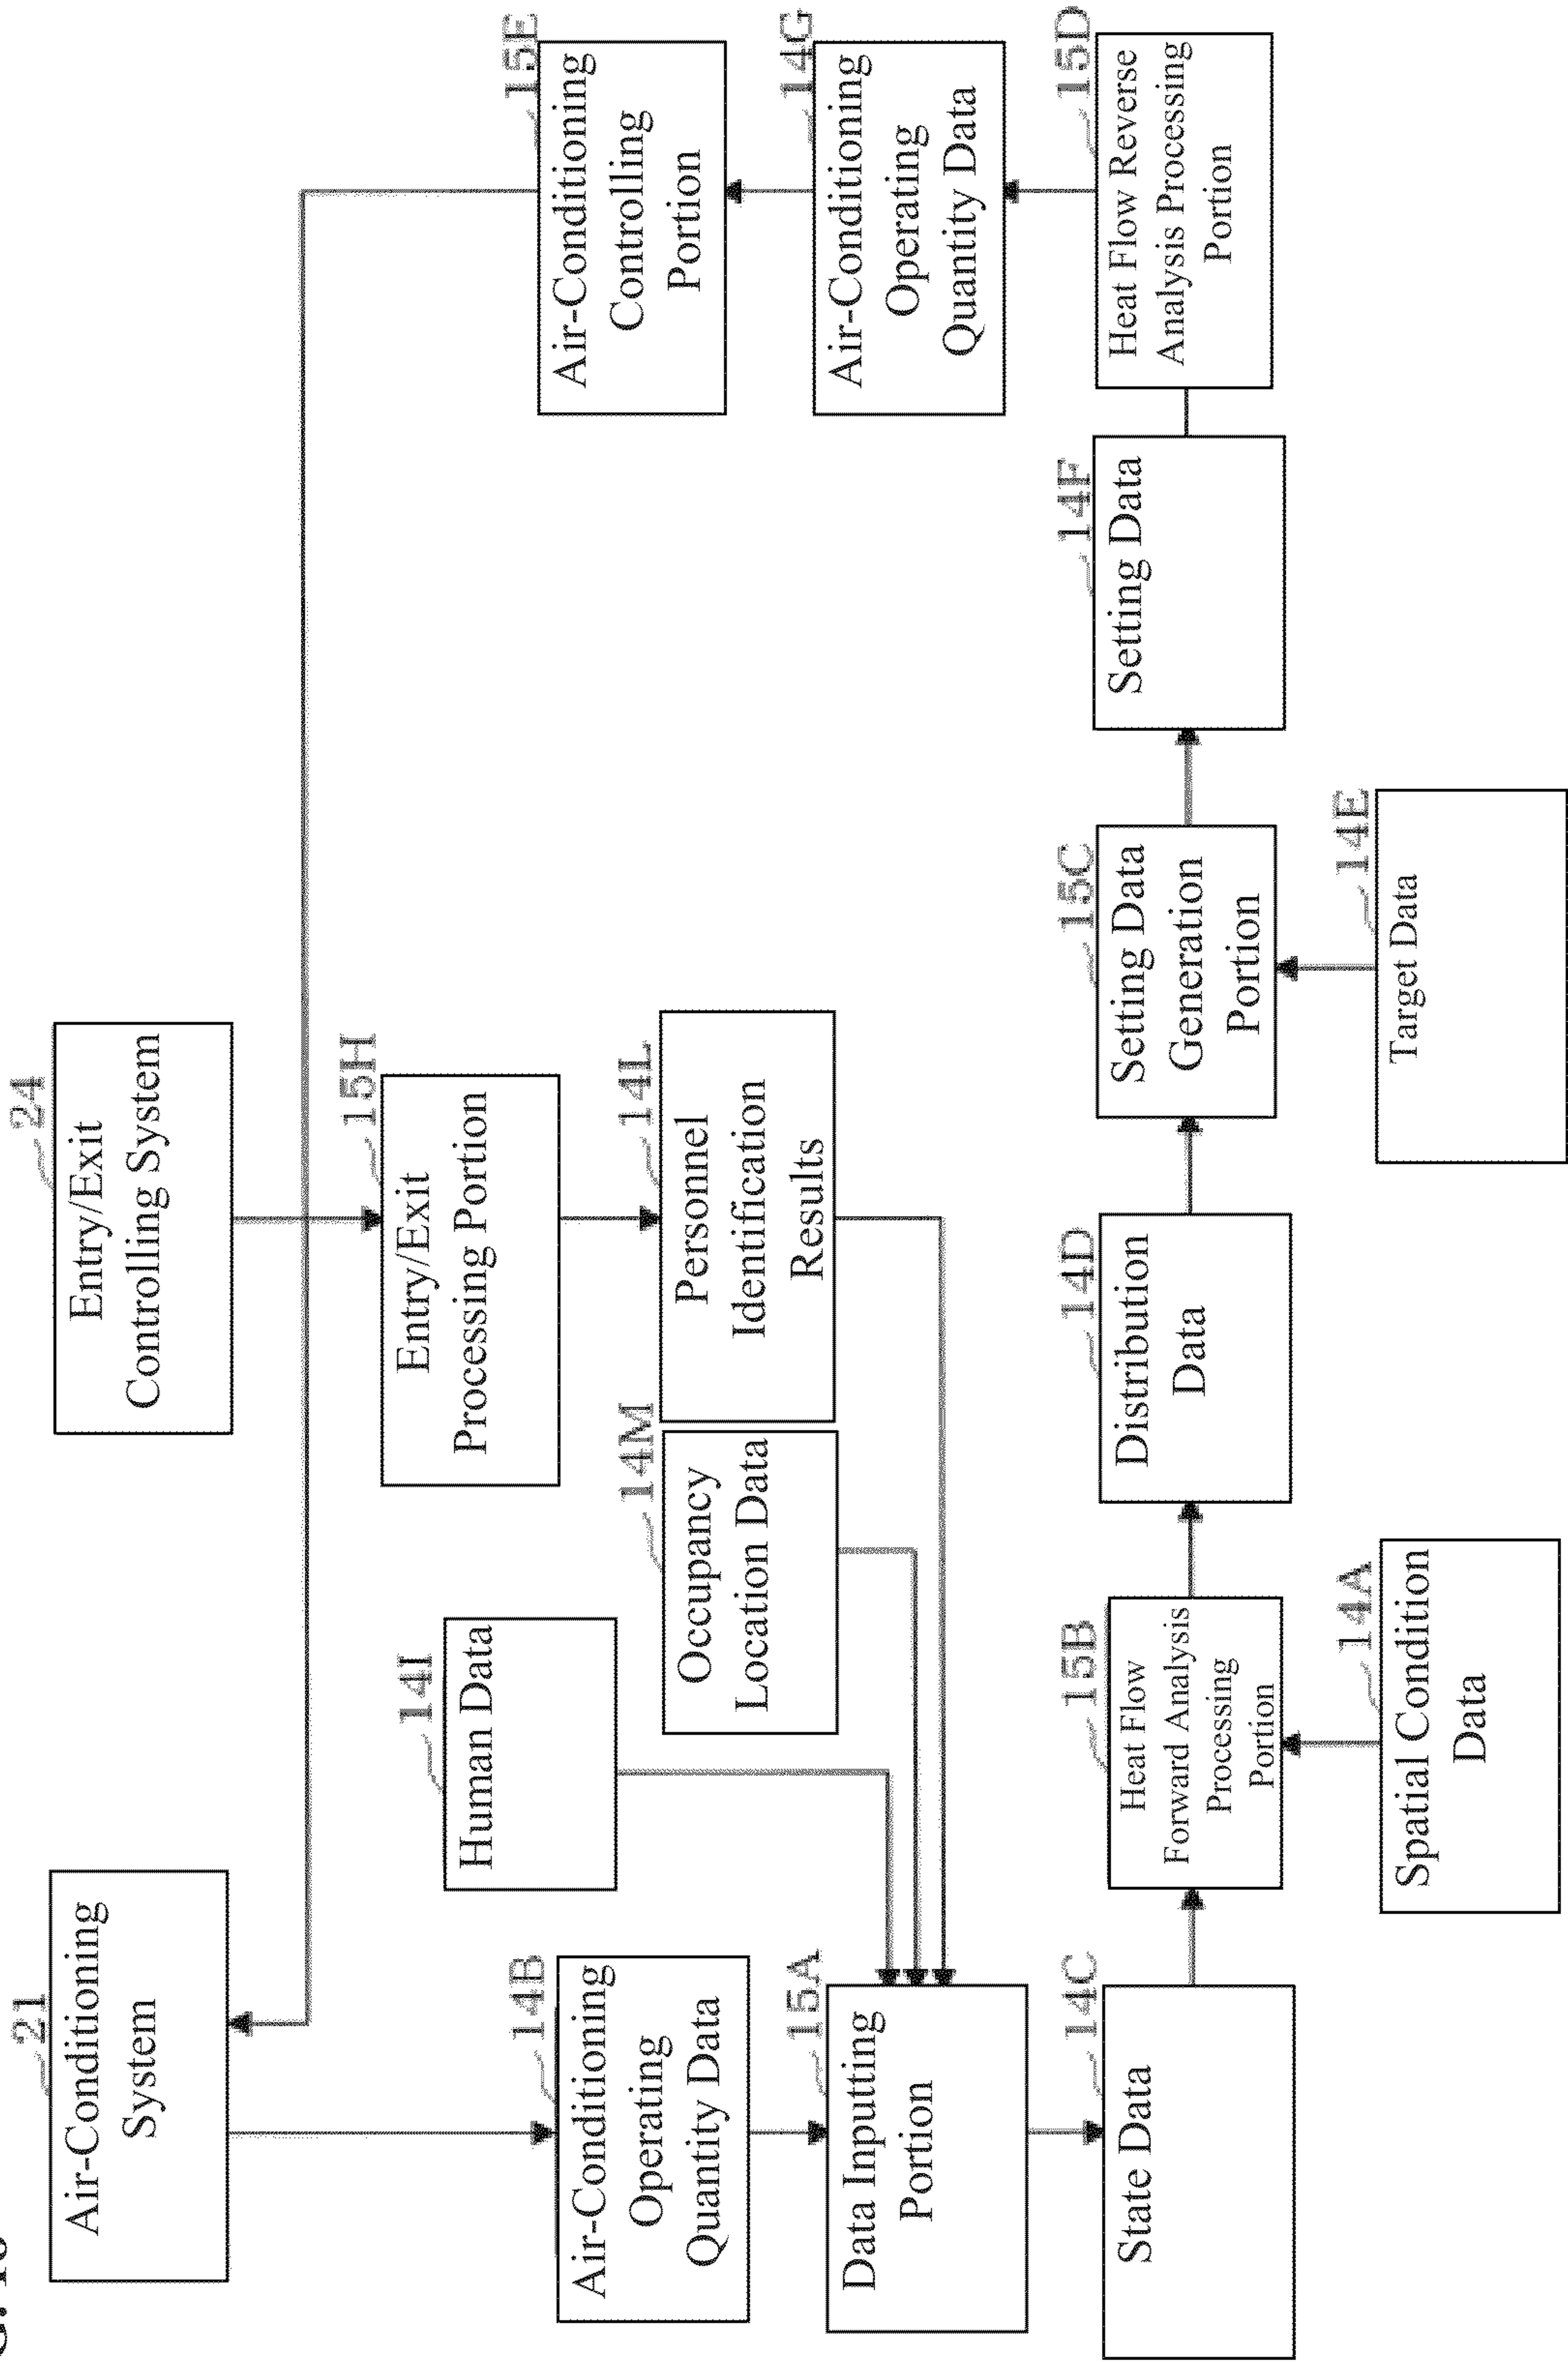 21
Air-Conditioning
System
24
Entry/Exit
Controlling System
15H
Entry/Exit
Processing Portion
14I
Human Data
14M
Occupancy
Location Data
14L
Personnel
Identification
Results
14B
Air-Conditioning
Operating
Quantity Data
15A
Data Inputting
Portion
14C
State Data
15B
Heat Flow
Forward Analysis
Processing
Portion
14A
Spatial Condition
Data
14D
Distribution
Data
15C
Setting Data
Generation
Portion
14E
Target Data
14F
Setting Data
15D
Heat Flow Reverse
Analysis Processing
Portion
14G
Air-Conditioning
Operating
Quantity Data
15E
Air-Conditioning
Controlling
Portion